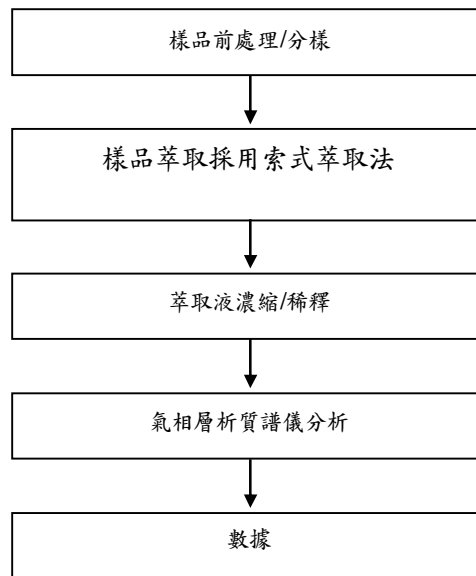 樣品前處理/分樣
樣品萃取採用索式萃取法
萃取液濃縮/稀釋
氣相層析質譜儀分析
數據